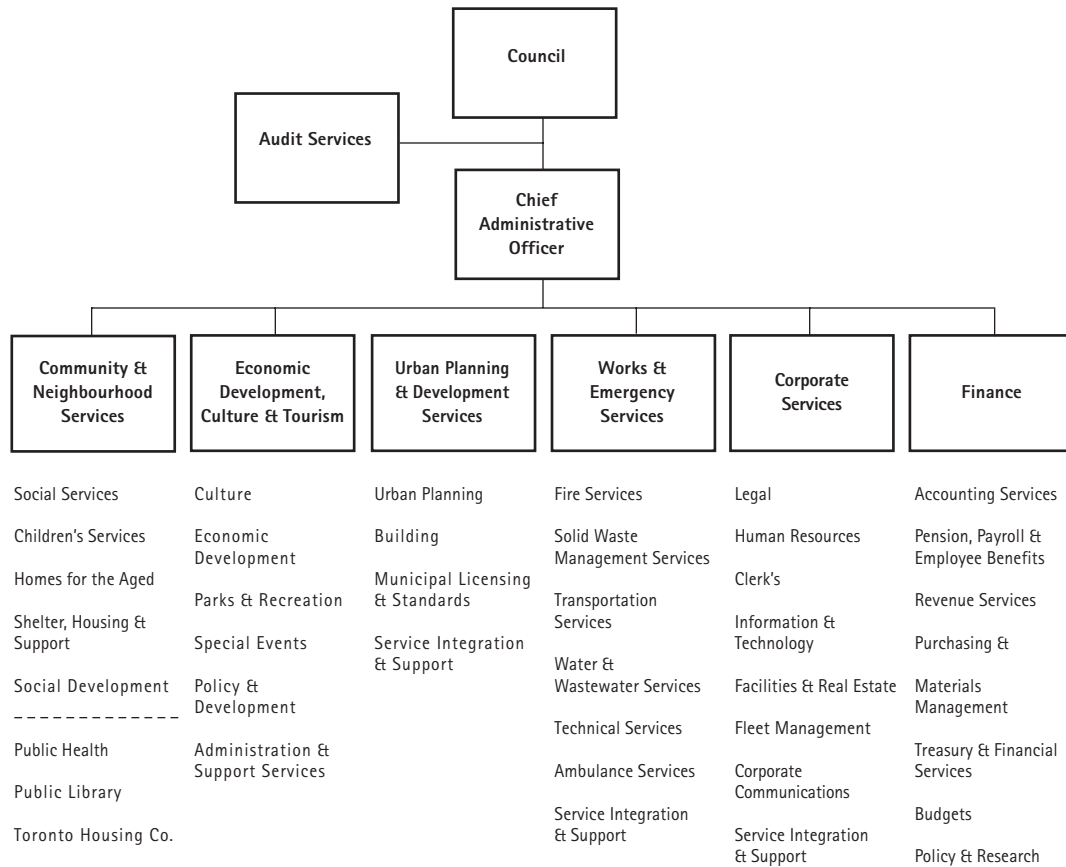 Council
Audit Services
Chief
Administrative
Officer
Community &
Neighbourhood
Services
Economic
Development,
Culture & Tourism
Urban Planning
& Development
Services
Works &
Emergency
Services
Corporate
Services
Finance
Social Services
Children's Services
Homes for the Aged
Shelter, Housing &
Support
Social Development
Public Health
Public Library
Toronto Housing Co.
Culture
Economic
Development
Parks & Recreation
Special Events
Policy &
Development
Administration &
Support Services
Urban Planning
Building
Municipal Licensing
& Standards
Service Integration
& Support
Fire Services
Solid Waste
Management Services
Transportation
Services
Water &
Wastewater Services
Technical Services
Ambulance Services
Service Integration
& Support
Legal
Human Resources
Clerk's
Information &
Technology
Facilities & Real Estate
Fleet Management
Corporate
Communications
Service Integration
& Support
Accounting Services
Pension, Payroll &
Employee Benefits
Revenue Services
Purchasing &
Materials
Management
Treasury & Financial
Services
Budgets
Policy & Research